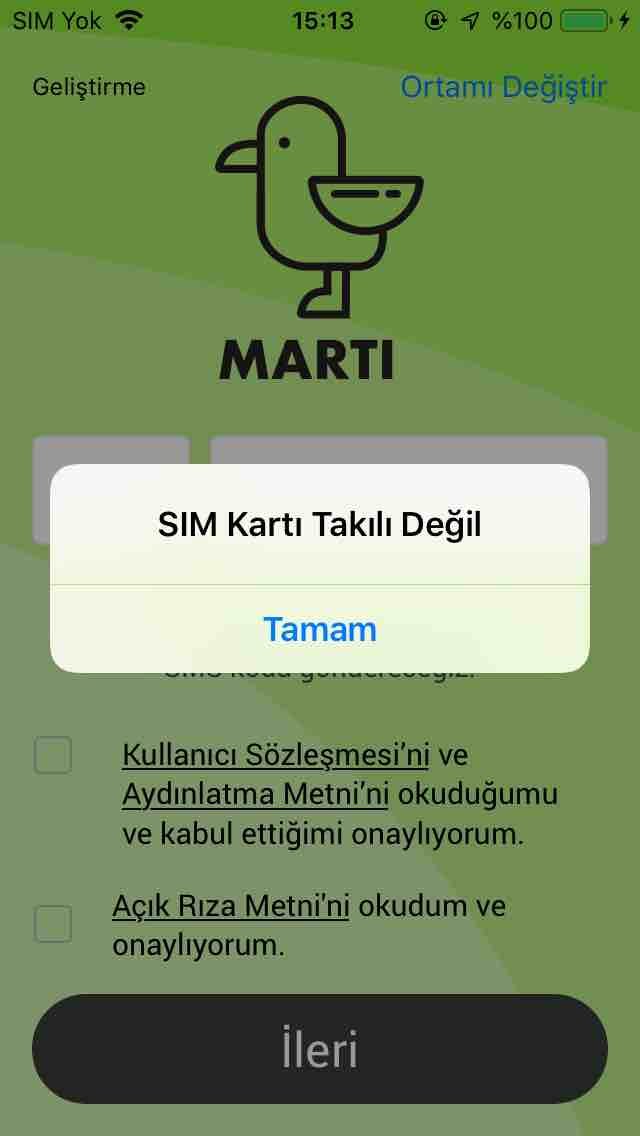 SIM Yok 15:13 %100
Geliştirme Ortamı Değiştir
MARTI
SIM Kartı Takılı Değil
Tamam
Kullanıcı Sözleşmesi'ni ve
Aydınlatma Metni'ni okuduğumu
ve kabul ettiğimi onaylıyorum.
Açık Rıza Metni'ni okudum ve
onaylıyorum.
İleri